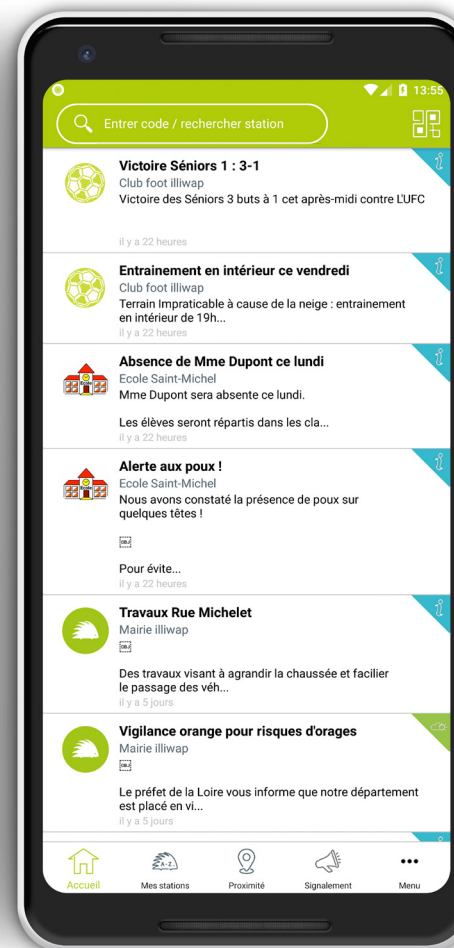 13:55
Entrer code / rechercher station
Victoire Séniors 1 : 3-1
Club foot illiwap
Victoire des Séniors 3 buts à 1 cet après-midi contre L'UFC
il y a 22 heures
Entrainement en intérieur ce vendredi
Club foot illiwap
Terrain Impraticable à cause de la neige : entrainement
en intérieur de 19h...
il y a 22 heures
Absence de Mme Dupont ce lundi
Ecole
Ecole Saint-Michel
Mme Dupont sera absente ce lundi.
Les élèves seront répartis dans les cla...
il y a 22 heures
Alerte aux poux !
Ecole
Ecole Saint-Michel
Nous avons constaté la présence de poux sur
quelques têtes !
OBJ
Pour évite...
il y a 22 heures
Travaux Rue Michelet
Mairie illiwap
OBJ
Des travaux visant à agrandir la chaussée et facilier
le passage des véh...
il y a 5 jours
Vigilance orange pour risques d'orages
Mairie illiwap
OBJ
Le préfet de la Loire vous informe que notre département
est placé en vi...
il y a 5 jours
A-Z
Accueil
Mes stations
Proximité
Signalement
Menu